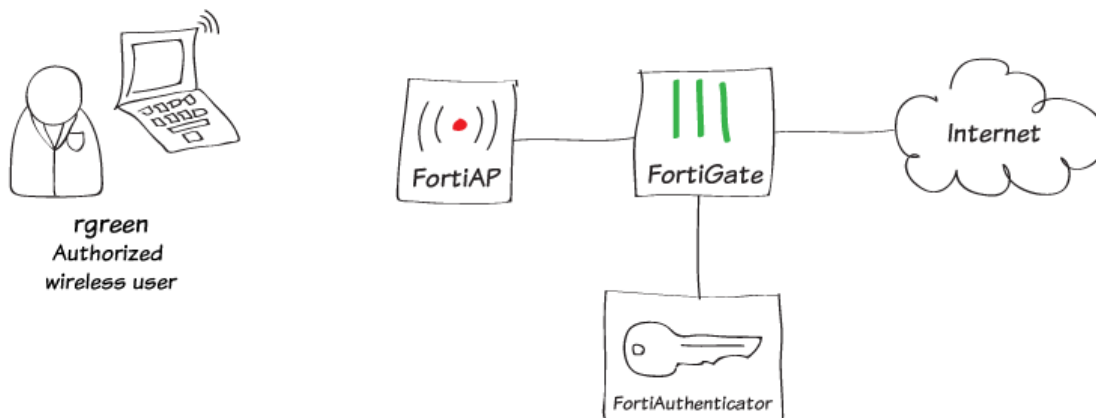 rgreen
Authorized
wireless user
FortiAP
FortiGate
Internet
FortiAuthenticator